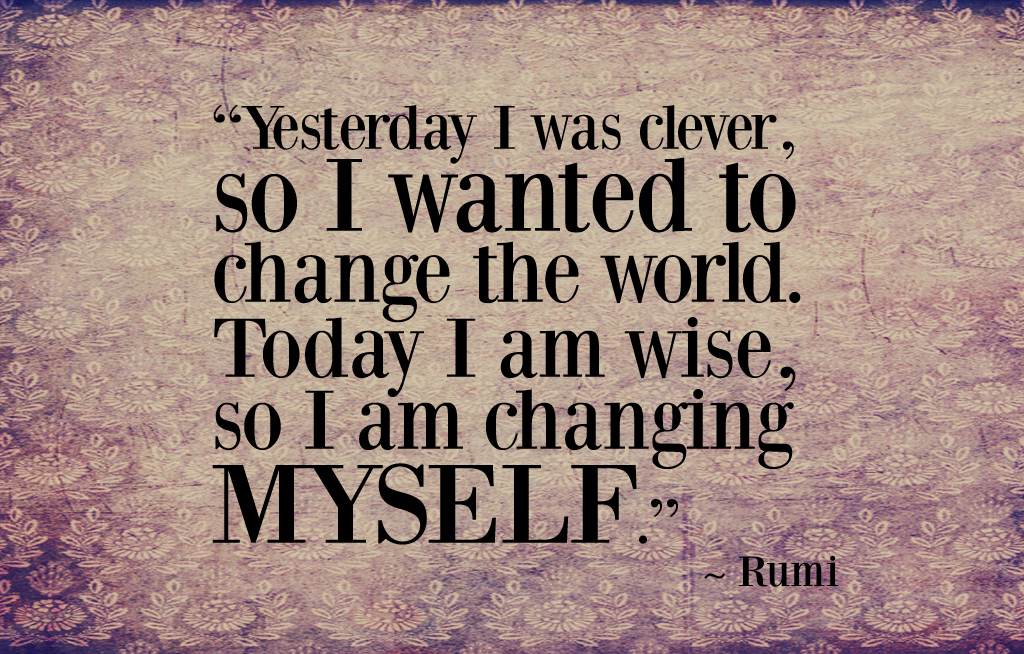 “Yesterday I was clever,
so I wanted to
change the world.
Today I am wise,
so I am changing
MYSELF.”
~ Rumi